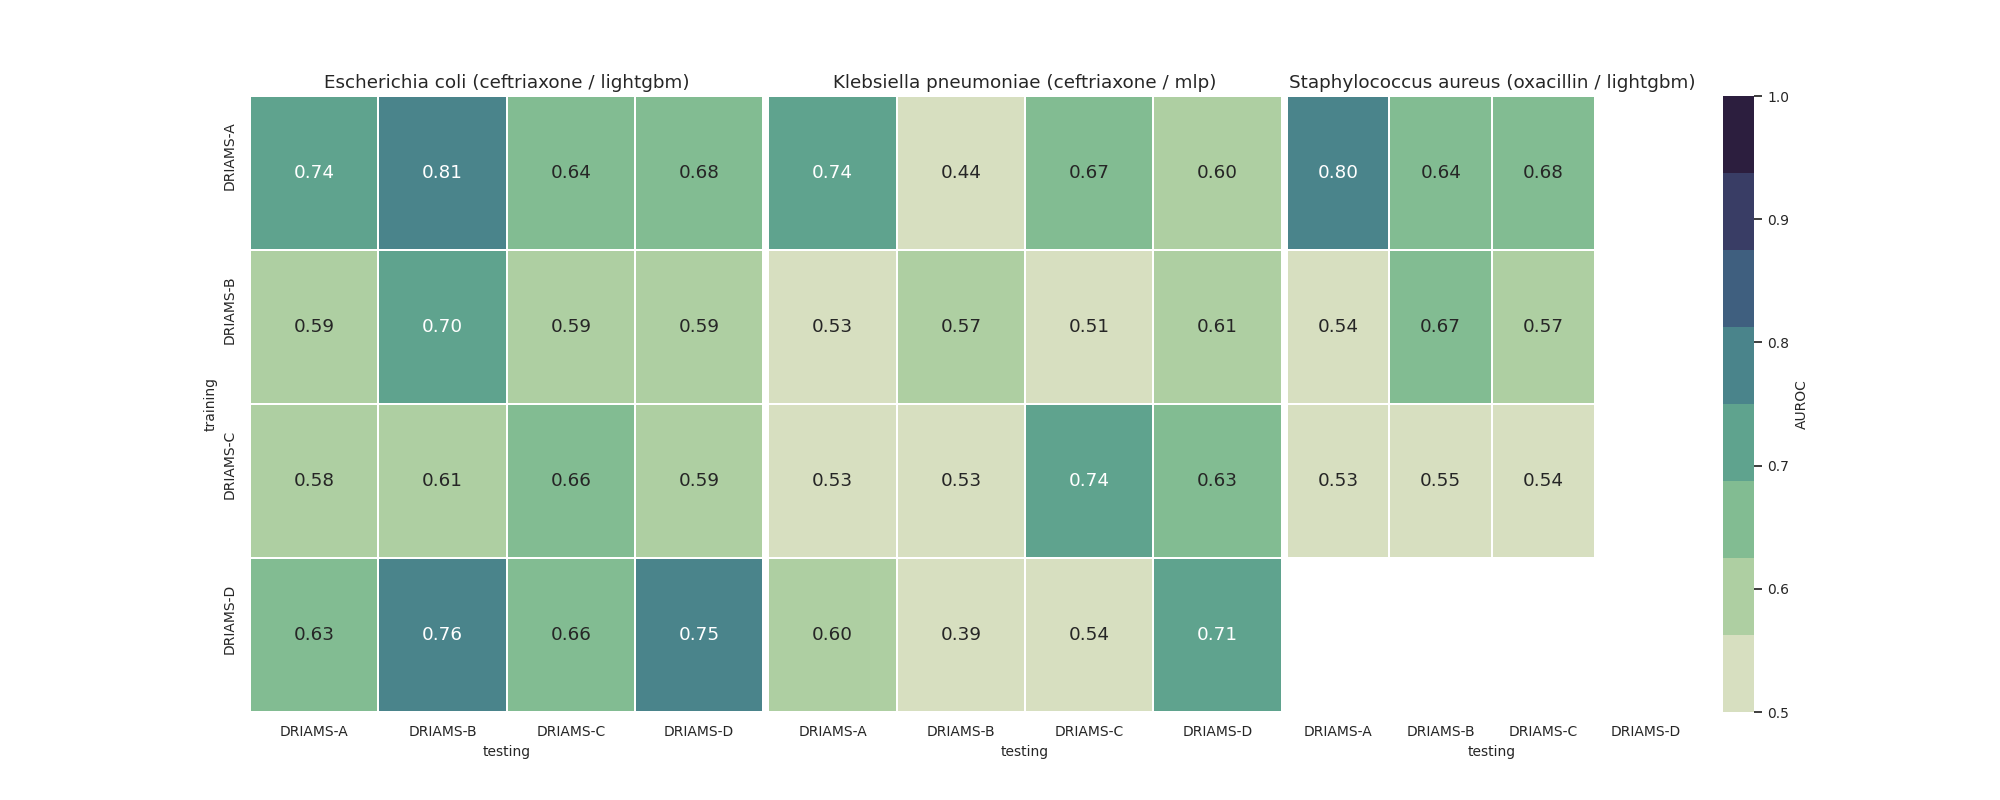 Escherichia coli (ceftriaxone / lightgbm)
Klebsiella pneumoniae (ceftriaxone / mlp)
Staphylococcus aureus (oxacillin / lightgbm)
training
DRIAMS-A
0.74 0.81 0.64 0.68
0.74 0.44 0.67 0.60
0.80 0.64 0.68
DRIAMS-B
0.59 0.70 0.59 0.59
0.53 0.57 0.51 0.61
0.54 0.67 0.57
DRIAMS-C
0.58 0.61 0.66 0.59
0.53 0.53 0.74 0.63
0.53 0.55 0.54
DRIAMS-D
0.63 0.76 0.66 0.75
0.60 0.39 0.54 0.71
DRIAMS-A DRIAMS-B DRIAMS-C DRIAMS-D
testing
DRIAMS-A DRIAMS-B DRIAMS-C DRIAMS-D
testing
DRIAMS-A DRIAMS-B DRIAMS-C DRIAMS-D
testing
1.0
0.9
0.8
0.7
0.6
0.5
AUROC